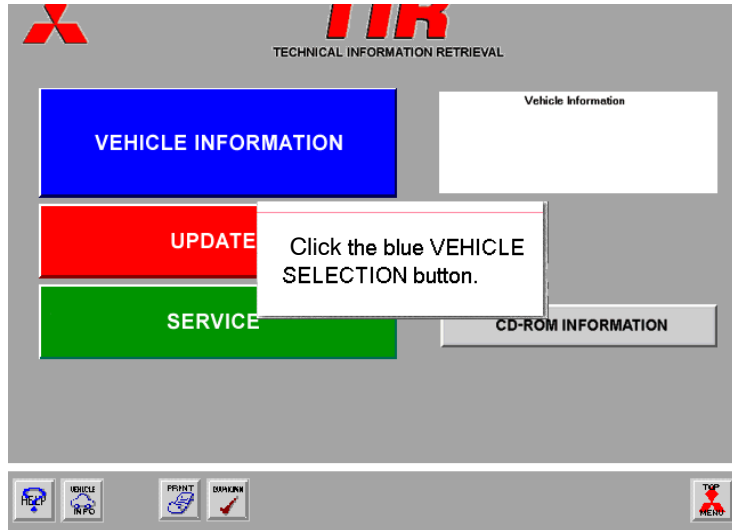 TIR
TECHNICAL INFORMATION RETRIEVAL
VEHICLE INFORMATION
Vehicle Information
UPDATE
Click the blue VEHICLE
SELECTION button.
SERVICE
CD-ROM INFORMATION
HELP
VEHICLE
INFO
PRINT
TOP
MENU